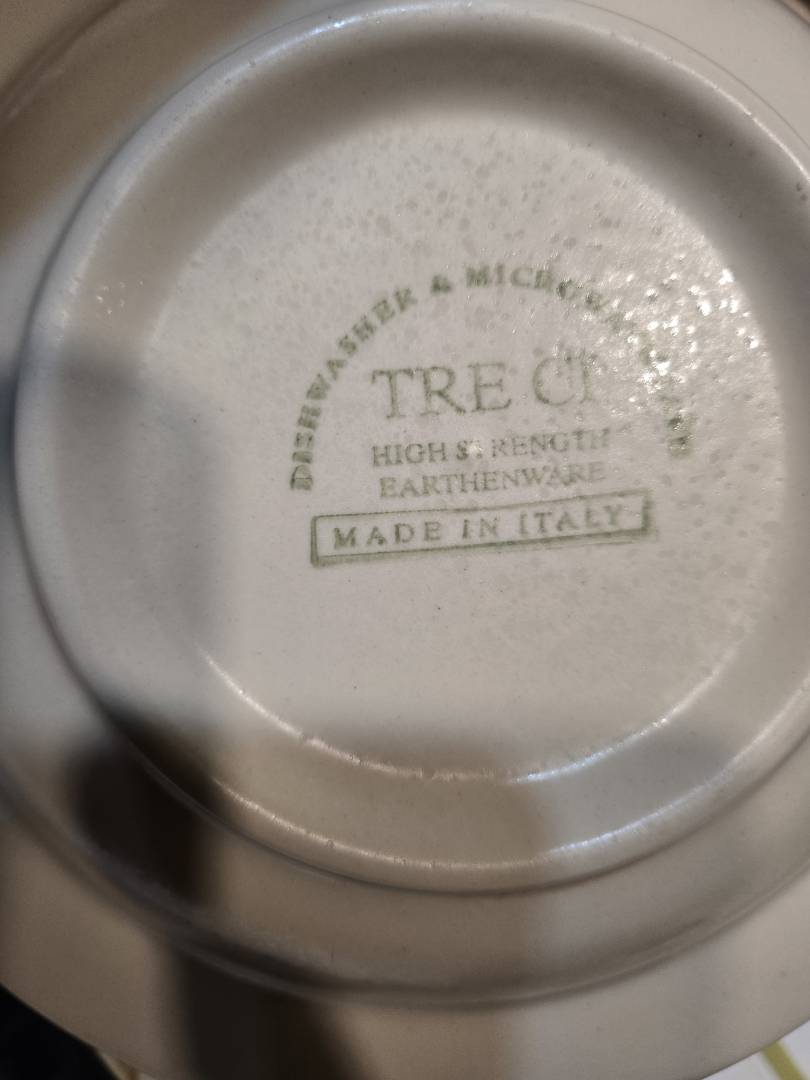 DISHWASHER & MICROWAVE SAFE
TRE CI
HIGH STRENGTH
EARTHENWARE
MADE IN ITALY